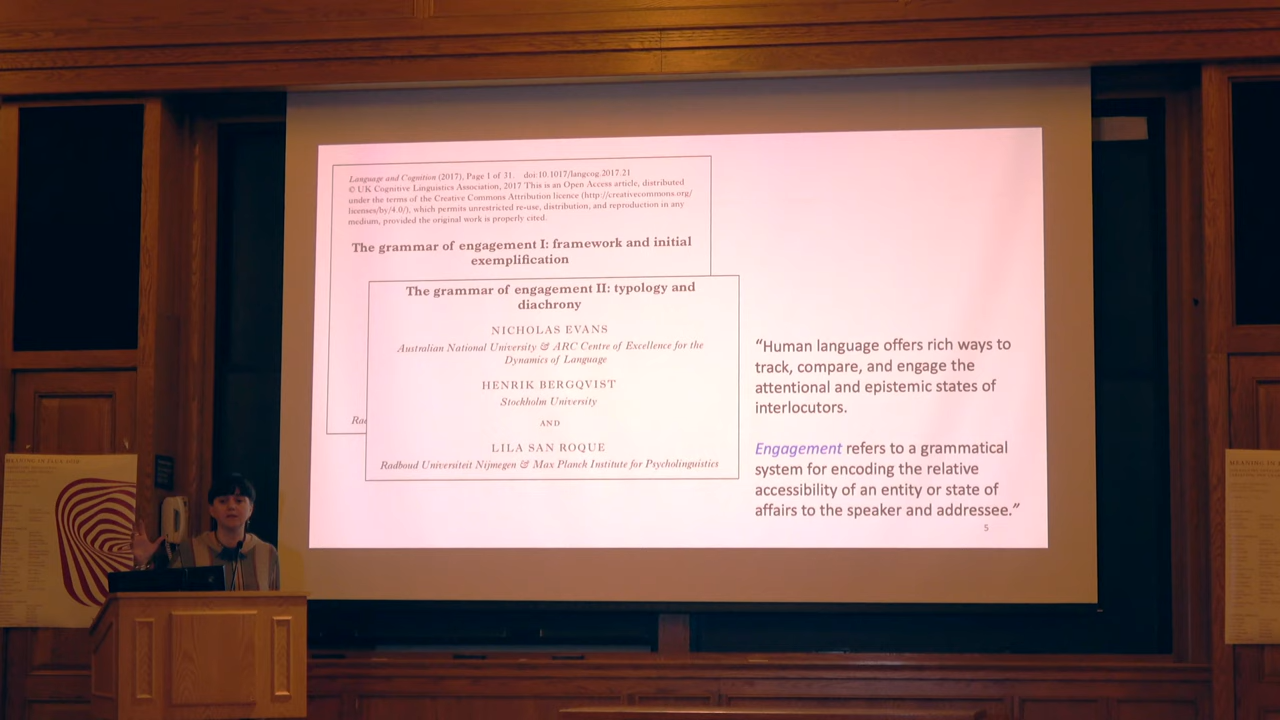 Language and Cognition (2017), Page 1 of 31. doi:10.1017/langcog.2017.21
© UK Cognitive Linguistics Association, 2017 This is an Open Access article, distributed
under the terms of the Creative Commons Attribution licence (http://creativecommons.org/
licenses/by/4.0/), which permits unrestricted re-use, distribution, and reproduction in any
medium, provided the original work is properly cited.
The grammar of engagement I: framework and initial
exemplification
The grammar of engagement II: typology and
diachrony
NICHOLAS EVANS
Australian National University & ARC Centre of Excellence for the
Dynamics of Language
HENRIK BERGQVIST
Stockholm University
AND
LILA SAN ROQUE
Radboud Universiteit Nijmegen & Max Planck Institute for Psycholinguistics
Ra
“Human language offers rich ways to
track, compare, and engage the
attentional and epistemic states of
interlocutors.
Engagement refers to a grammatical
system for encoding the relative
accessibility of an entity or state of
affairs to the speaker and addressee.”
5
MEANING IN